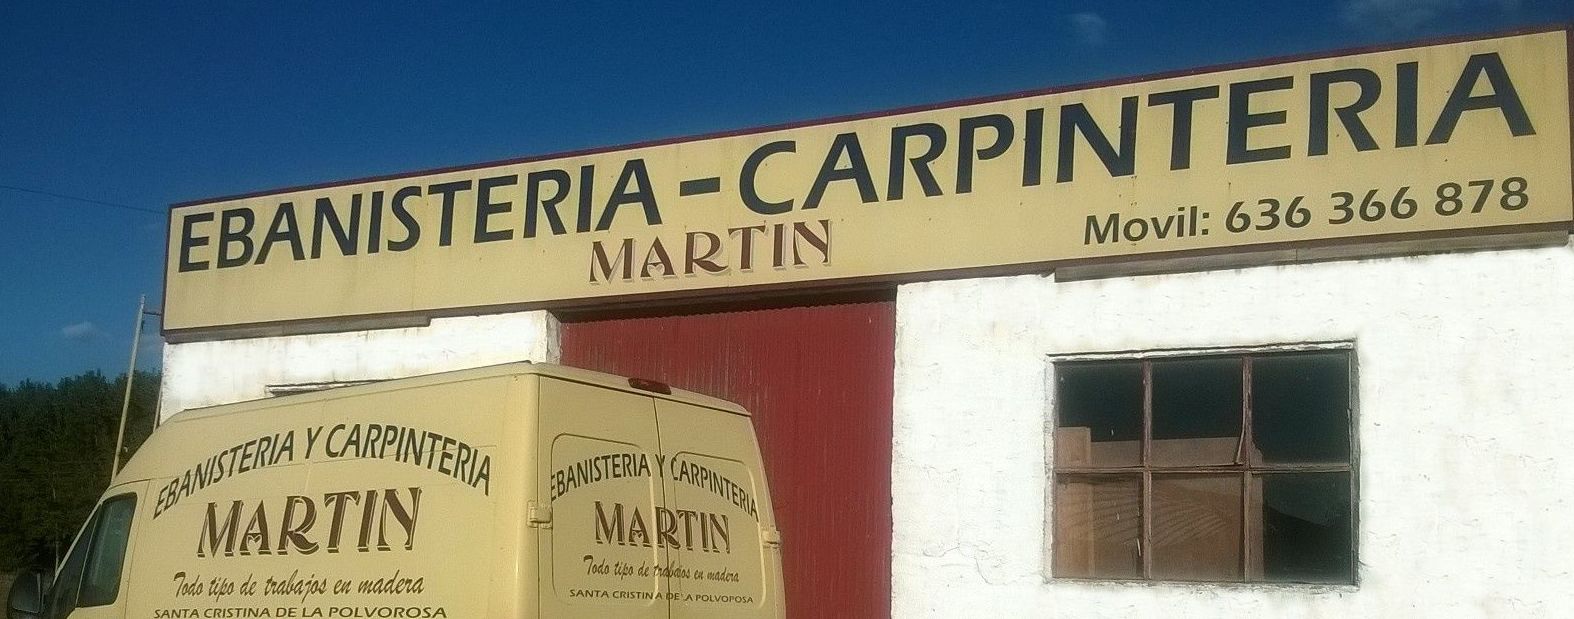 EBANISTERIA - CARPINTERIA
MARTIN
Movil: 636 366 878
EBANISTERIA Y CARPINTERIA
MARTIN
Todo tipo de trabajos en madera
SANTA CRISTINA DE LA POLVOROSA
EBANISTERIA Y CARPINTERIA
MARTIN
Todo tipo de trabajos en madera
SANTA CRISTINA DE LA POLVOROSA